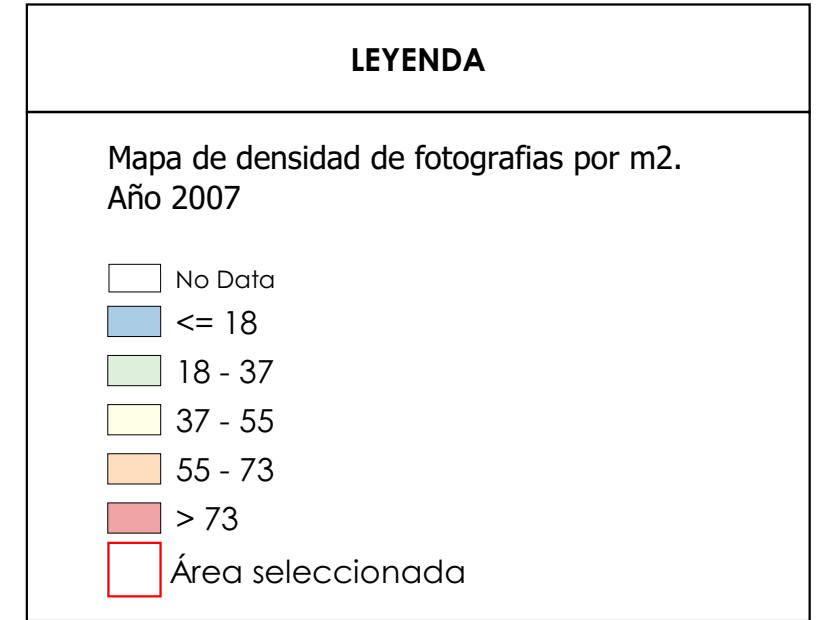 LEYENDA
Mapa de densidad de fotografias por m2.
Año 2007
No Data
<= 18
18 - 37
37 - 55
55 - 73
> 73
Área seleccionada